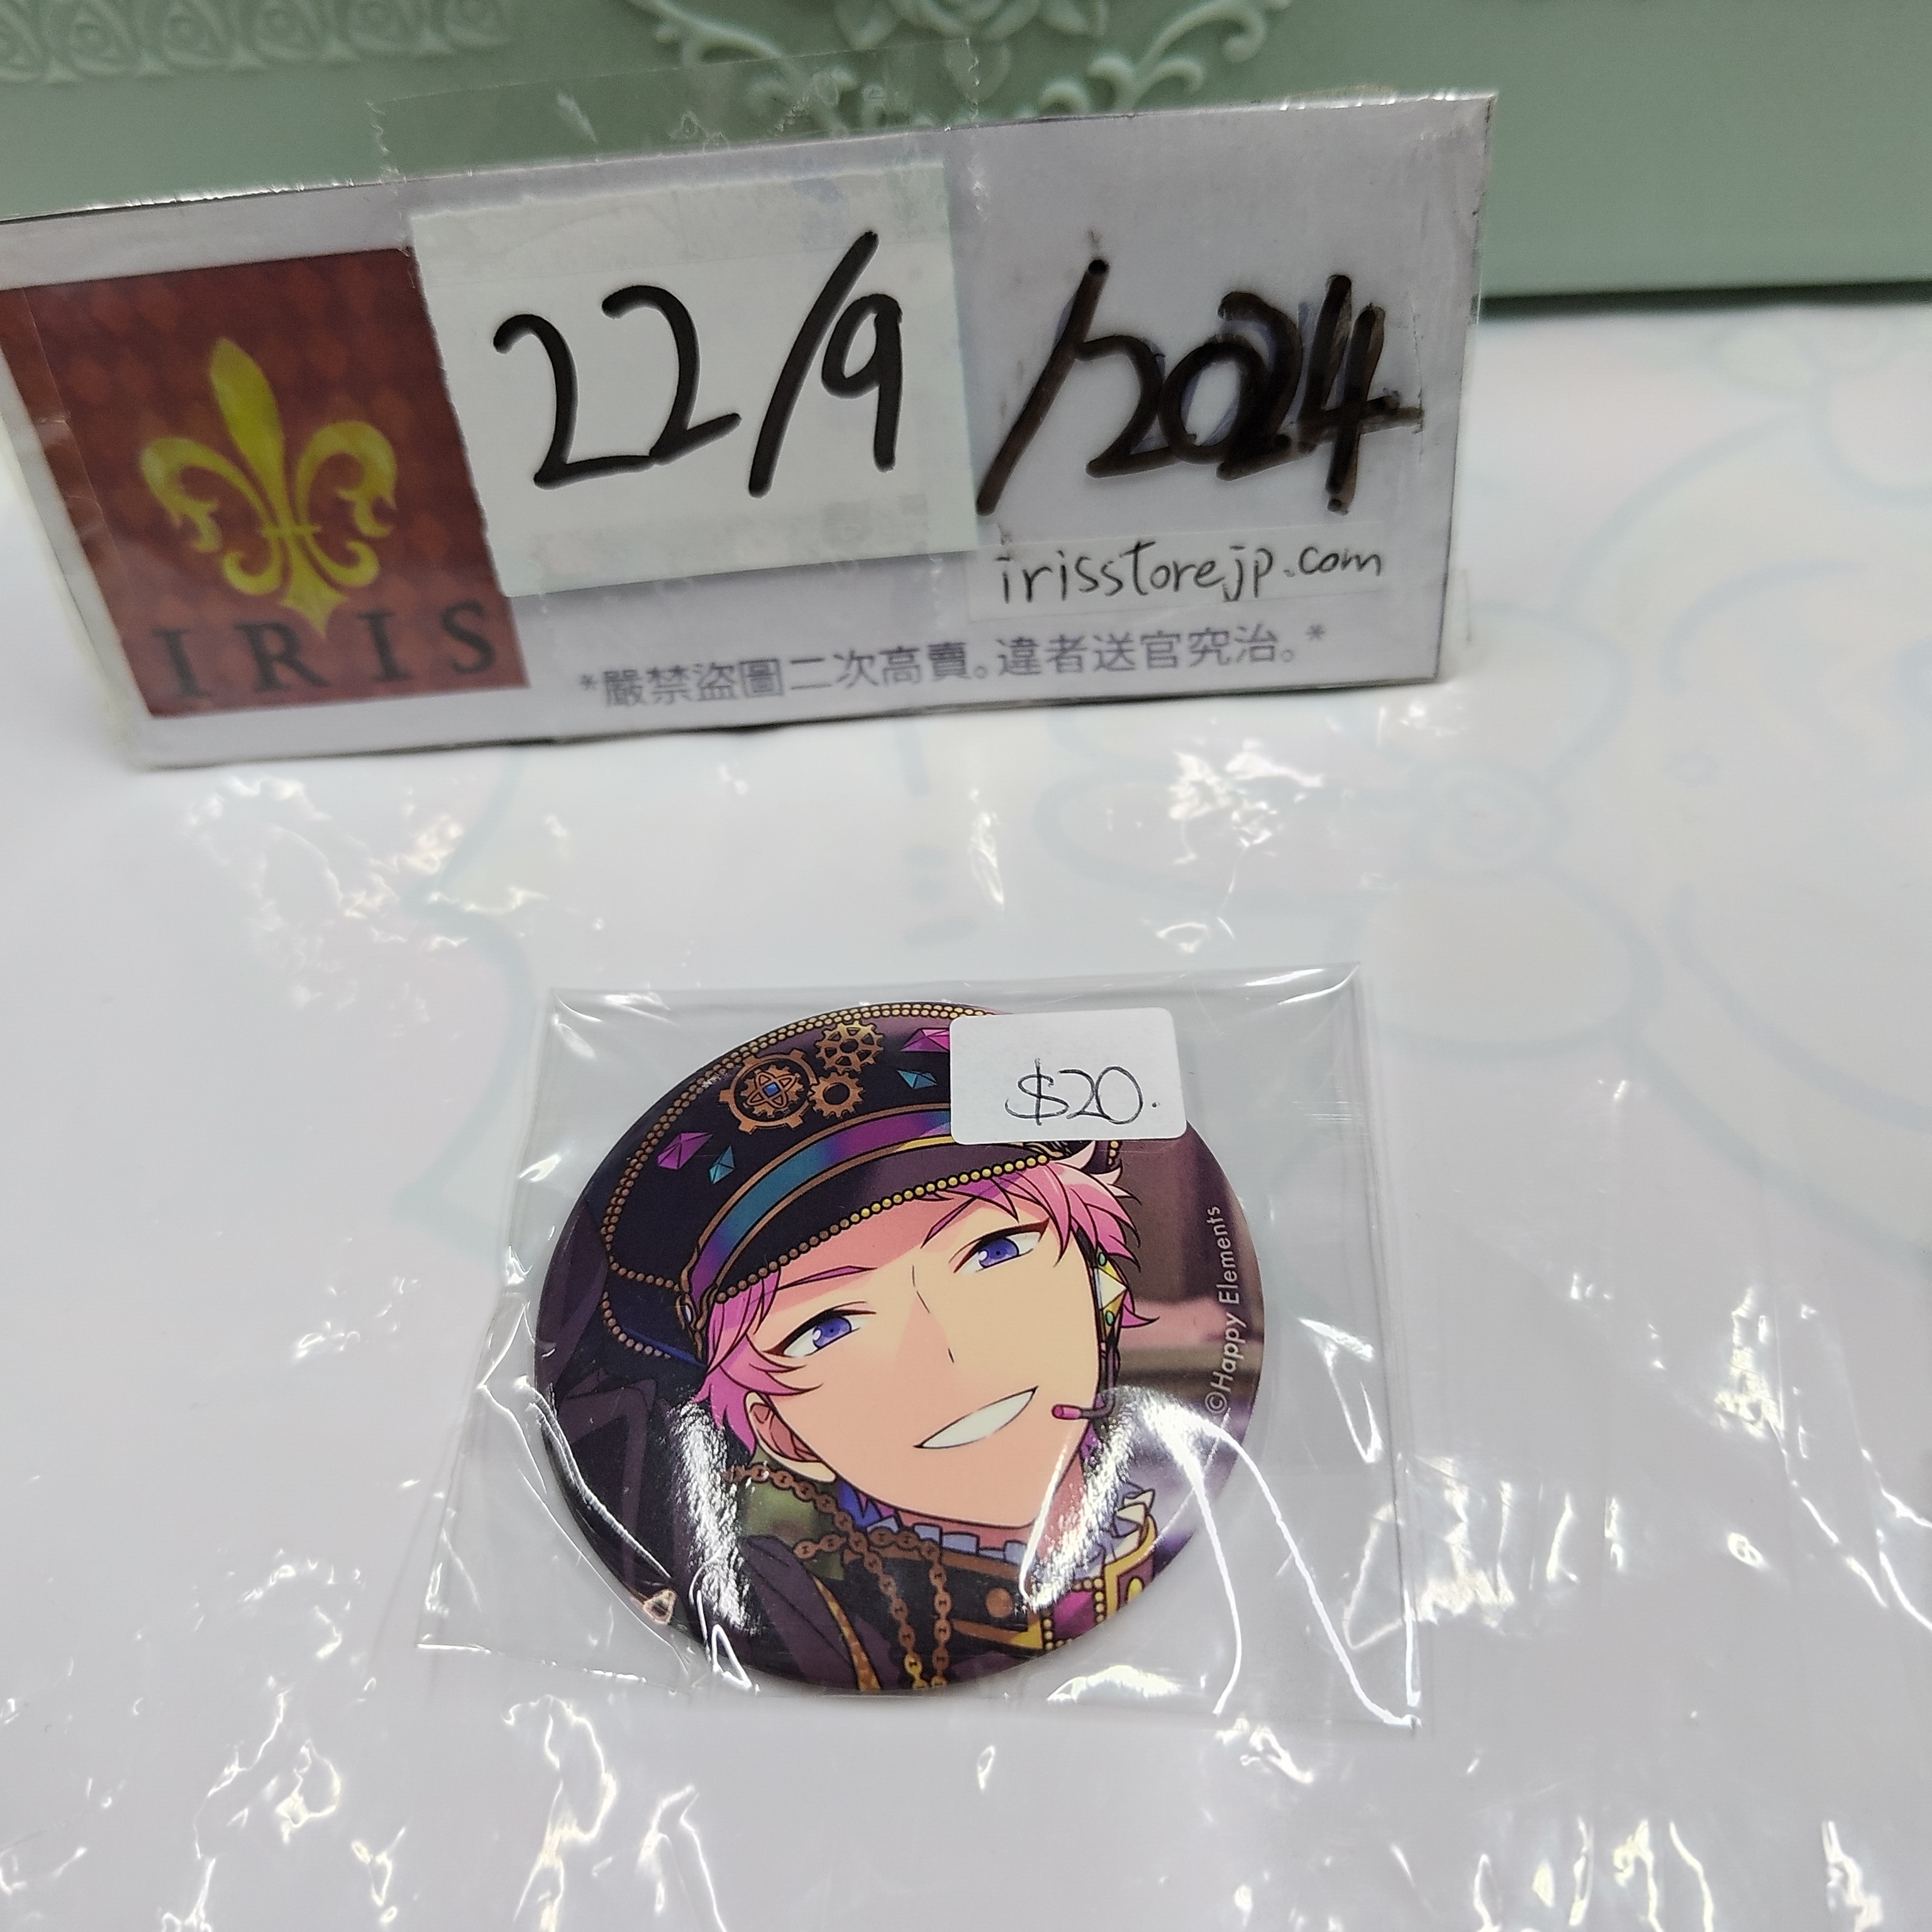 22/9/2024
irisstorejp.com
IRIS
*嚴禁盜圖二次高賣。違者送官究治。*
$20.
©Happy Elements